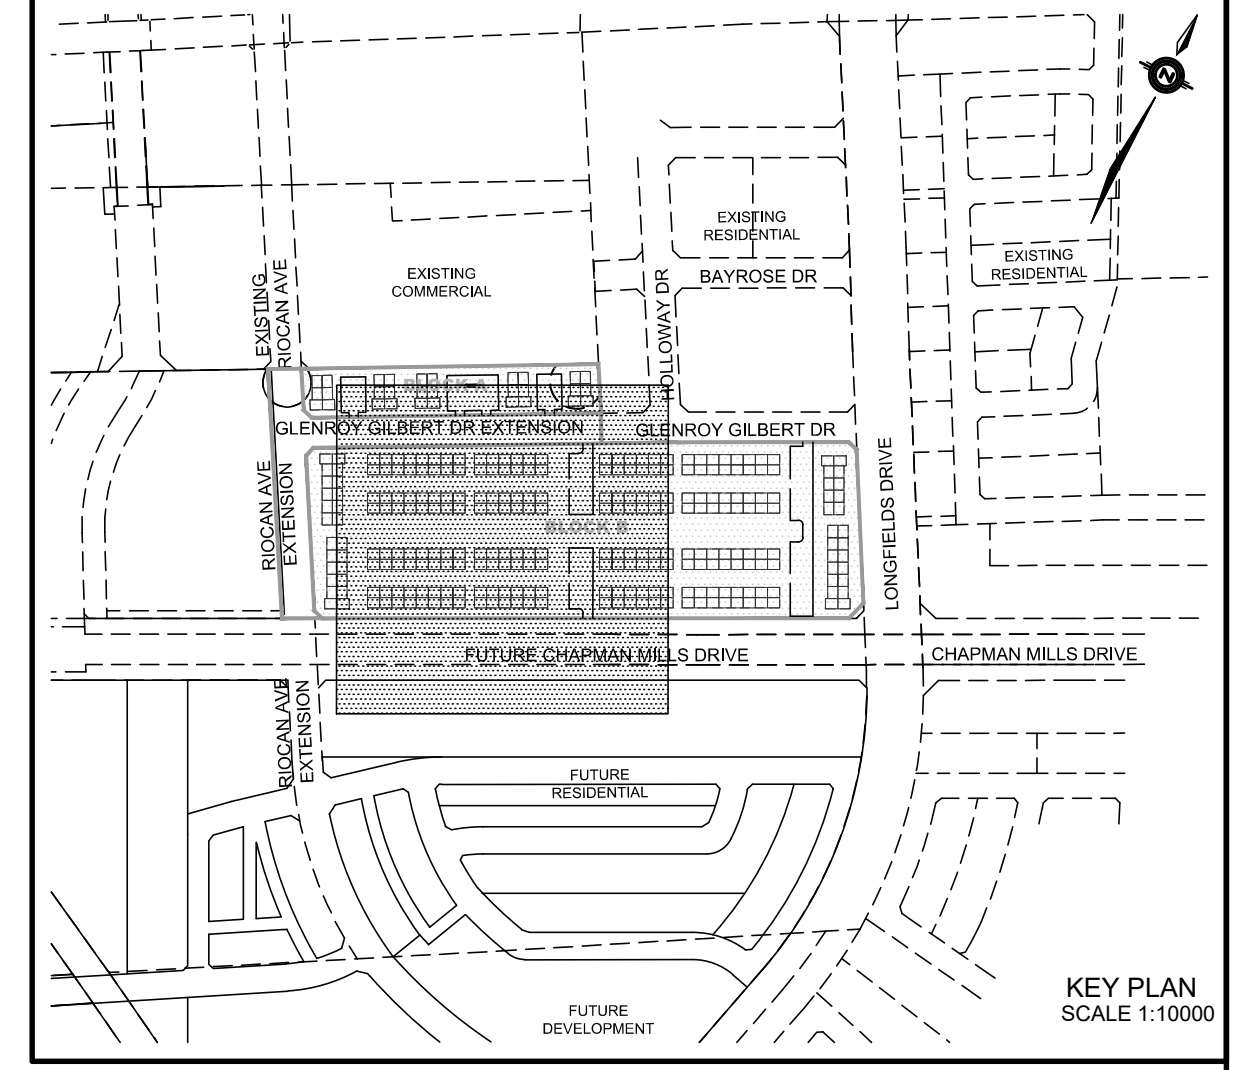 N
EXISTING
RESIDENTIAL
EXISTING
RESIDENTIAL
EXISTING
COMMERCIAL
BAYROSE DR
HOLLOWAY DR
EXISTING
RIOCAN AVE
BLOCK A
GLENROY GILBERT DR EXTENSION
GLENROY GILBERT DR
RIOCAN AVE
EXTENSION
BLOCK B
LONGFIELDS DRIVE
FUTURE CHAPMAN MILLS DRIVE
CHAPMAN MILLS DRIVE
RIOCAN AVE
EXTENSION
FUTURE
RESIDENTIAL
KEY PLAN
SCALE 1:10000
FUTURE
DEVELOPMENT